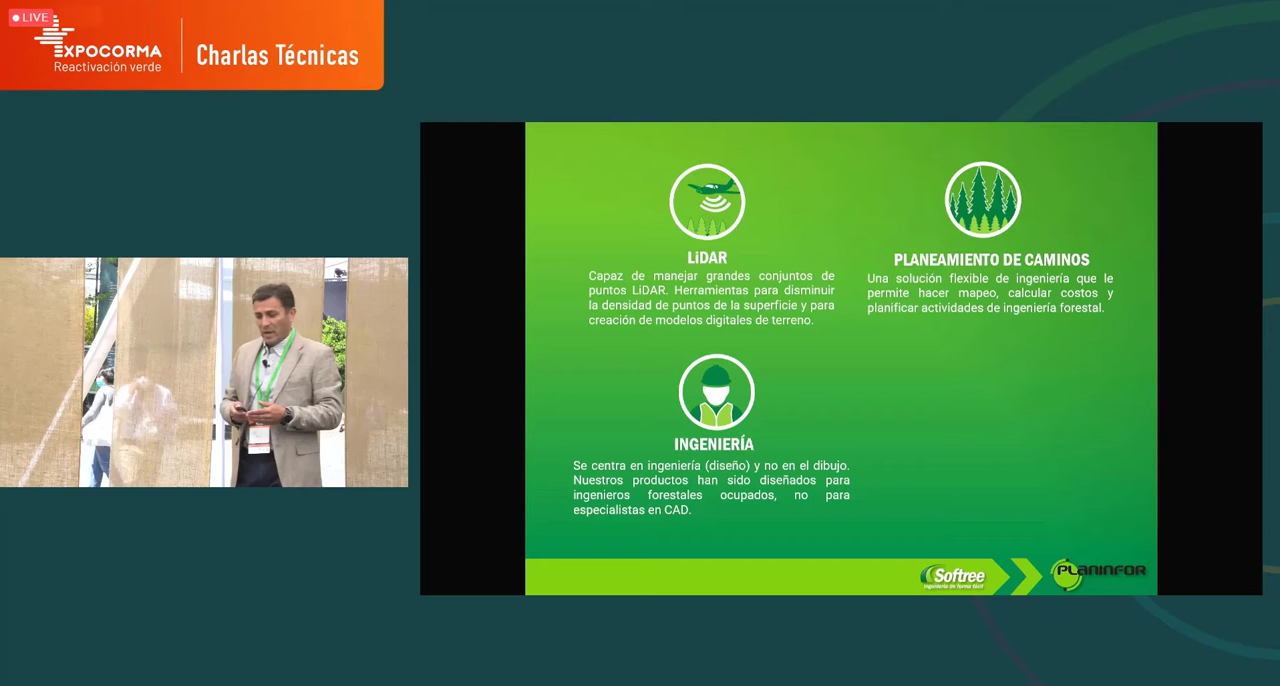 LIVE
EXPOCORMA
Reactivación verde
Charlas Técnicas
LiDAR
Capaz de manejar grandes conjuntos de
puntos LiDAR. Herramientas para disminuir
la densidad de puntos de la superficie y para
creación de modelos digitales de terreno.
PLANEAMIENTO DE CAMINOS
Una solución flexible de ingeniería que le
permite hacer mapeo, calcular costos y
planificar actividades de ingeniería forestal.
INGENIERÍA
Se centra en ingeniería (diseño) y no en el dibujo.
Nuestros productos han sido diseñados para
ingenieros forestales ocupados, no para
especialistas en CAD.
Softree
Ingeniería de forma fácil
PLANINFOR